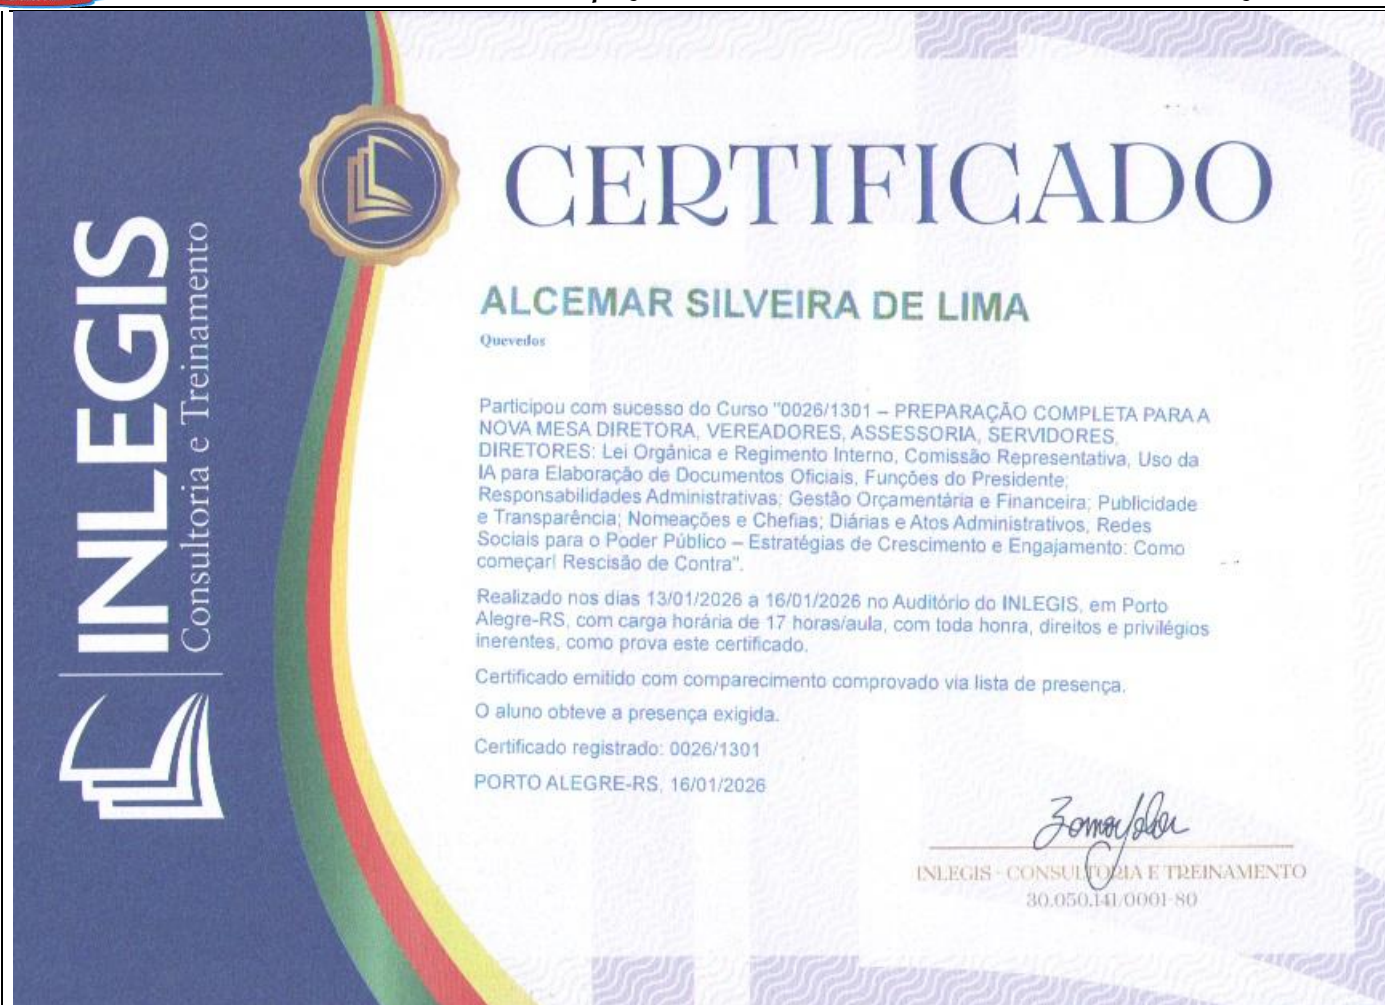 CERTIFICADO
ALCEMAR SILVEIRA DE LIMA
Quevedos
Participou com sucesso do Curso "0026/1301 – PREPARAÇÃO COMPLETA PARA A
NOVA MESA DIRETORA, VEREADORES, ASSESSORIA, SERVIDORES,
DIRETORES: Lei Orgânica e Regimento Interno, Comissão Representativa, Uso da
IA para Elaboração de Documentos Oficiais, Funções do Presidente;
Responsabilidades Administrativas; Gestão Orçamentária e Financeira; Publicidade
e Transparência; Nomeações e Chefias; Diárias e Atos Administrativos, Redes
Sociais para o Poder Público – Estratégias de Crescimento e Engajamento: Como
começar! Rescisão de Contra".
Realizado nos dias 13/01/2026 a 16/01/2026 no Auditório do INLEGIS, em Porto
Alegre-RS, com carga horária de 17 horas/aula, com toda honra, direitos e privilégios
inerentes, como prova este certificado.
Certificado emitido com comparecimento comprovado via lista de presença.
O aluno obteve a presença exigida.
Certificado registrado: 0026/1301
PORTO ALEGRE-RS, 16/01/2026
INLEGIS - CONSULTORIA E TREINAMENTO
30.050.141/0001-80
INLEGIS
Consultoria e Treinamento